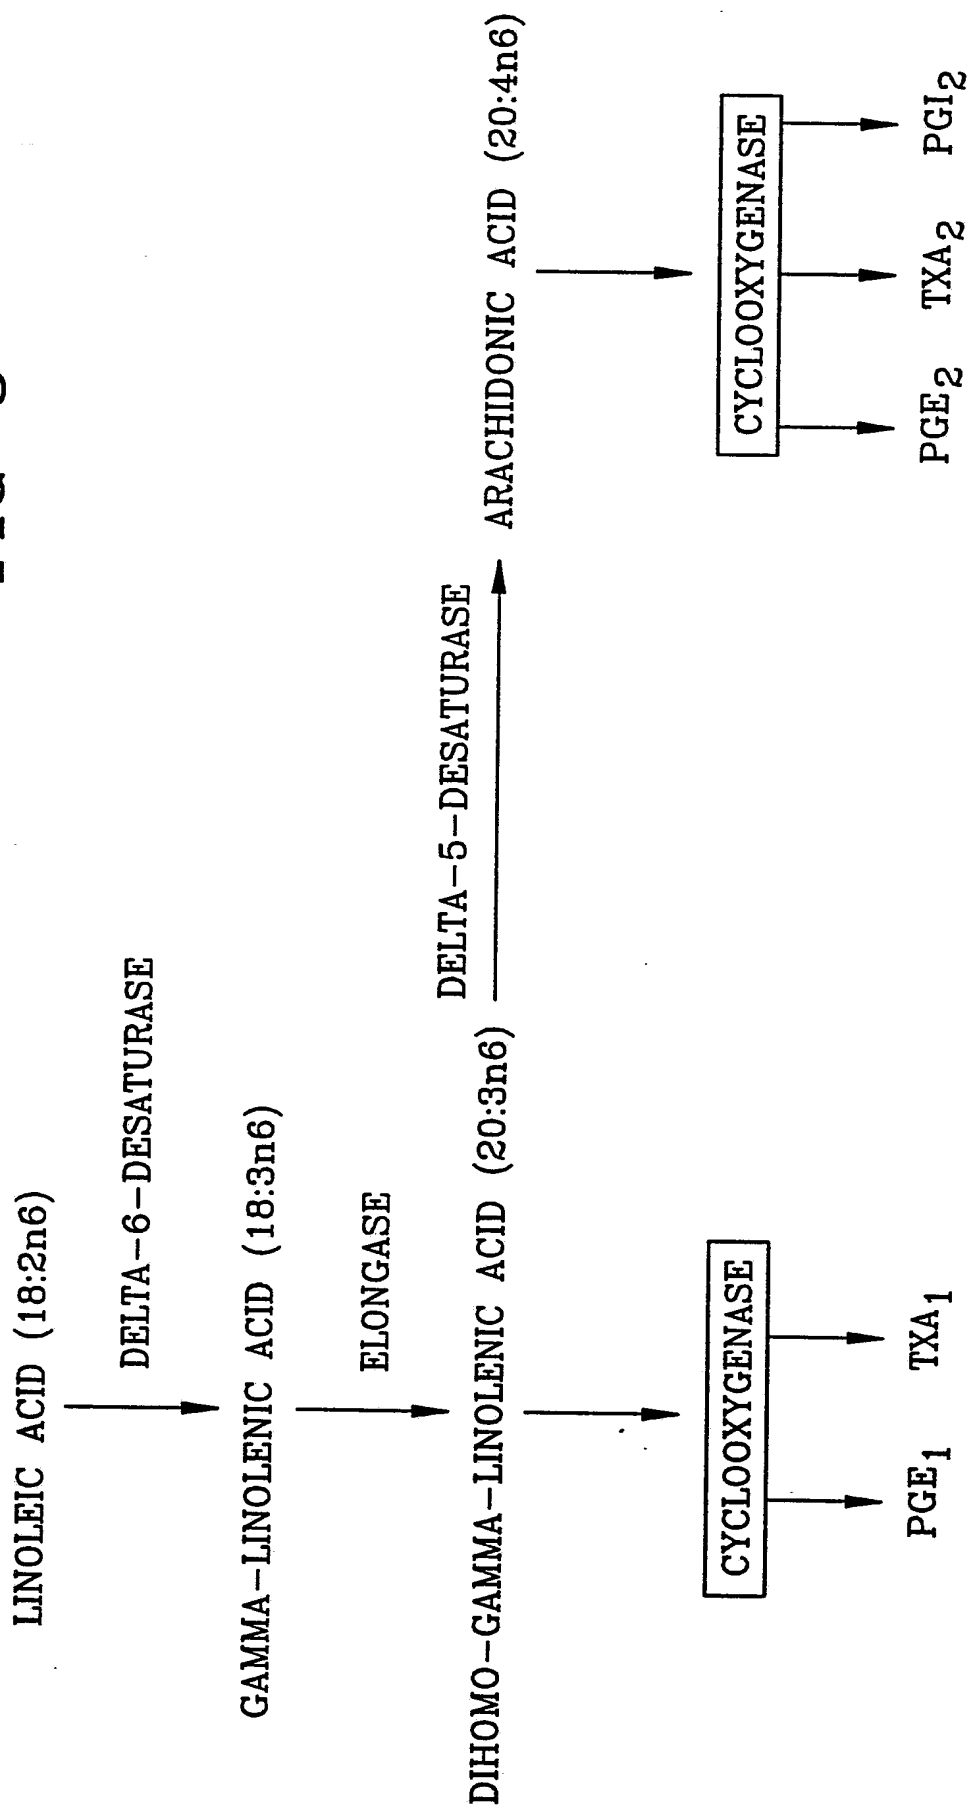 LINOLEIC ACID (18:2n6)
DELTA-6-DESATURASE
GAMMA-LINOLENIC ACID (18:3n6)
ELONGASE
DIHOMO-GAMMA-LINOLENIC ACID (20:3n6)
DELTA-5-DESATURASE
ARACHIDONIC ACID (20:4n6)
CYCLOOXYGENASE
PGE1
TXA1
CYCLOOXYGENASE
PGE2
TXA2
PGI2